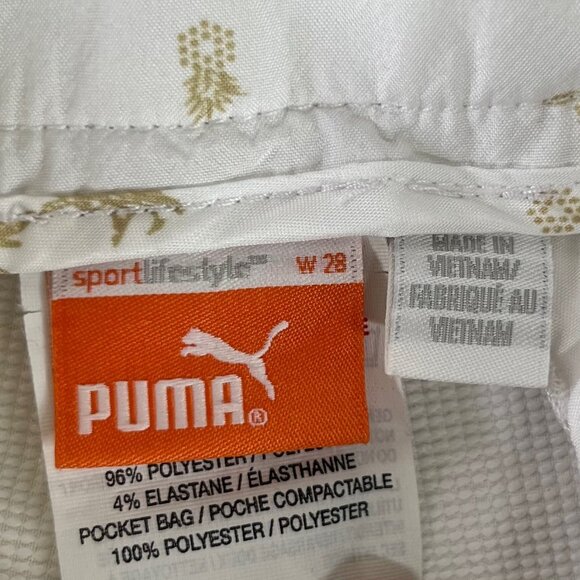 sportlifestyle W 28
PUMA®
MADE IN
VIETNAM/
FABRIQUÉ AU
VIETNAM
96% POLYESTER /
4% ELASTANE / ÉLASTHANNE
POCKET BAG / POCHE COMPACTABLE
100% POLYESTER / POLYESTER